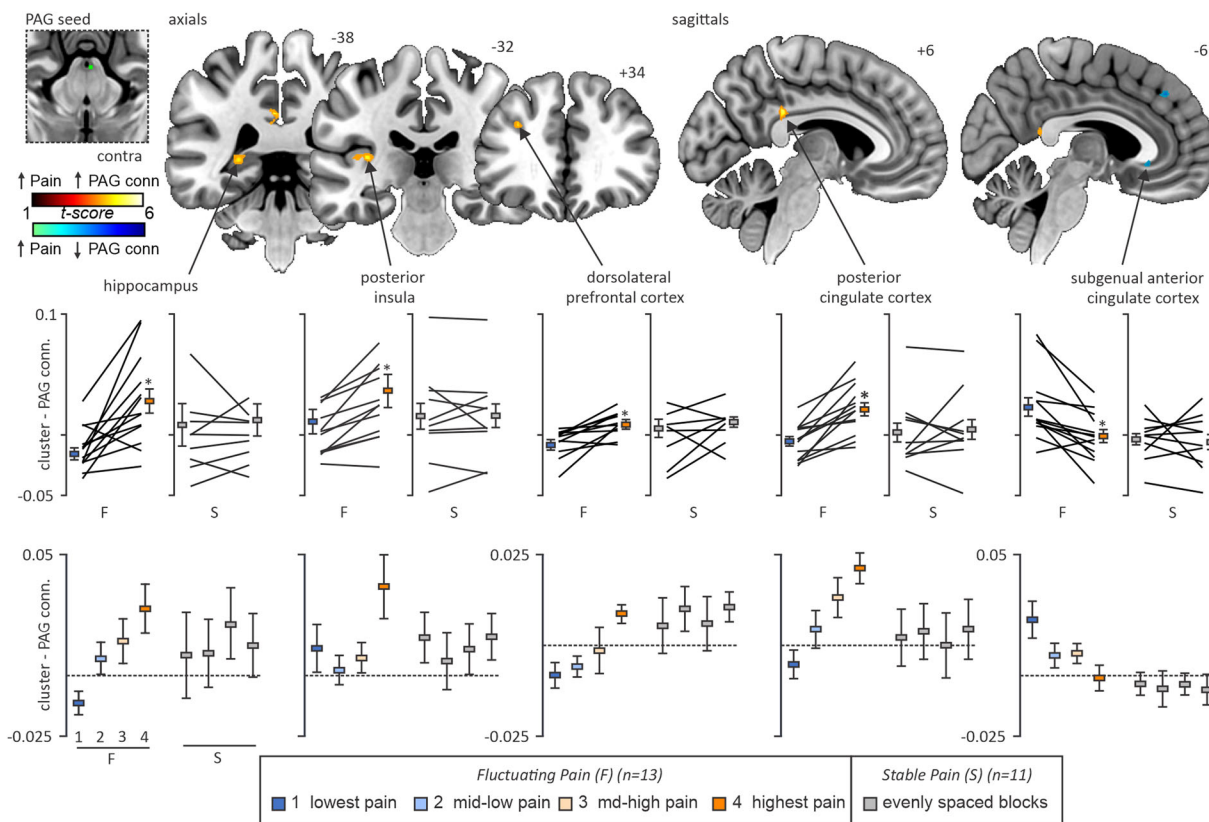 PAG seed
axials
sagittals
-38
-32
+34
+6
-6
contra
↑ Pain ↑ PAG conn
1 t-score 6
↑ Pain ↓ PAG conn
hippocampus
posterior
insula
dorsolateral
prefrontal cortex
posterior
cingulate cortex
subgenual anterior
cingulate cortex
cluster - PAG conn.
0.1
-0.05
* * * * *
F S F S F S F S F S
cluster - PAG conn.
0.05 0.025 0.05
-0.025 -0.025 -0.025
1 2 3 4
F S
Fluctuating Pain (F) (n=13) Stable Pain (S) (n=11)
1 lowest pain 2 mid-low pain 3 md-high pain 4 highest pain evenly spaced blocks